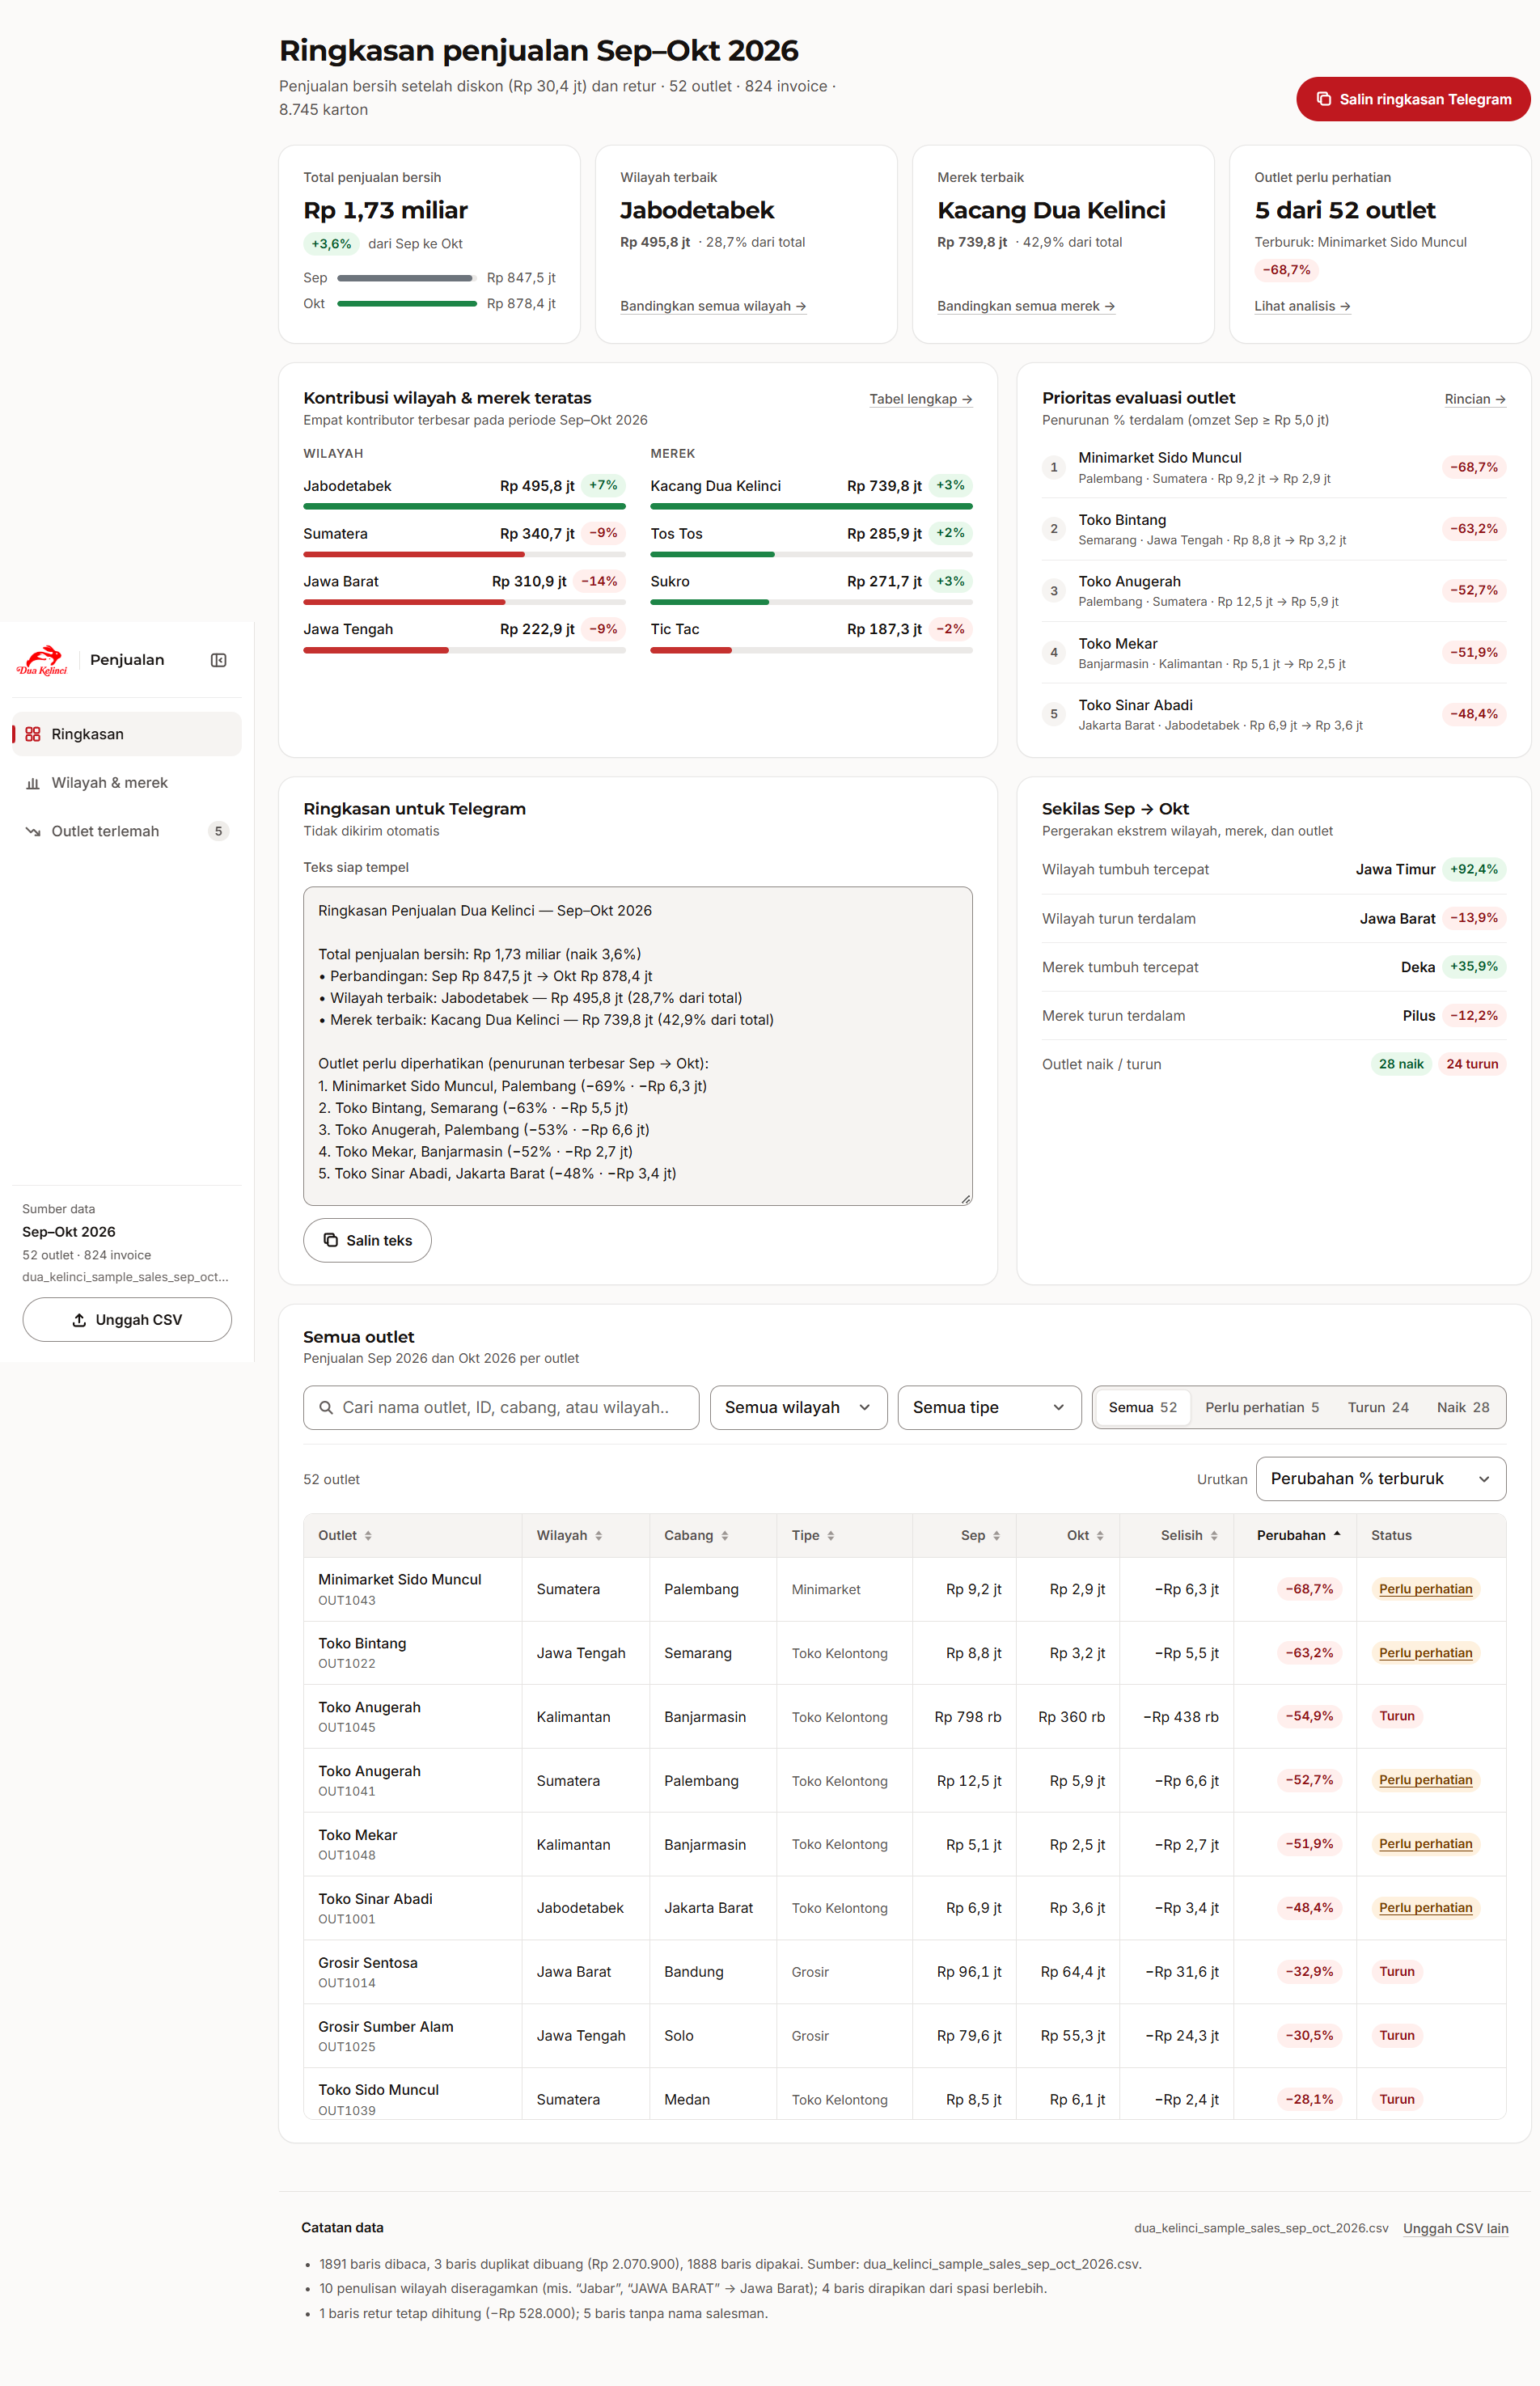 Ringkasan penjualan Sep–Okt 2026
Penjualan bersih setelah diskon (Rp 30,4 jt) dan retur · 52 outlet · 824 invoice ·
8.745 karton
Salin ringkasan Telegram
Total penjualan bersih
Rp 1,73 miliar
+3,6% dari Sep ke Okt
Sep Rp 847,5 jt
Okt Rp 878,4 jt
Wilayah terbaik
Jabodetabek
Rp 495,8 jt · 28,7% dari total
Bandingkan semua wilayah →
Merek terbaik
Kacang Dua Kelinci
Rp 739,8 jt · 42,9% dari total
Bandingkan semua merek →
Outlet perlu perhatian
5 dari 52 outlet
Terburuk: Minimarket Sido Muncul
−68,7%
Lihat analisis →
Kontribusi wilayah & merek teratas
Tabel lengkap →
Empat kontributor terbesar pada periode Sep–Okt 2026
WILAYAH
Jabodetabek Rp 495,8 jt +7%
Sumatera Rp 340,7 jt −9%
Jawa Barat Rp 310,9 jt −14%
Jawa Tengah Rp 222,9 jt −9%
MEREK
Kacang Dua Kelinci Rp 739,8 jt +3%
Tos Tos Rp 285,9 jt +2%
Sukro Rp 271,7 jt +3%
Tic Tac Rp 187,3 jt −2%
Prioritas evaluasi outlet
Rincian →
Penurunan % terdalam (omzet Sep ≥ Rp 5,0 jt)
1 Minimarket Sido Muncul −68,7%
Palembang · Sumatera · Rp 9,2 jt → Rp 2,9 jt
2 Toko Bintang −63,2%
Semarang · Jawa Tengah · Rp 8,8 jt → Rp 3,2 jt
3 Toko Anugerah −52,7%
Palembang · Sumatera · Rp 12,5 jt → Rp 5,9 jt
4 Toko Mekar −51,9%
Banjarmasin · Kalimantan · Rp 5,1 jt → Rp 2,5 jt
5 Toko Sinar Abadi −48,4%
Jakarta Barat · Jabodetabek · Rp 6,9 jt → Rp 3,6 jt
Dua Kelinci
Penjualan
Ringkasan
Wilayah & merek
Outlet terlemah 5
Sumber data
Sep–Okt 2026
52 outlet · 824 invoice
dua_kelinci_sample_sales_sep_oct...
Unggah CSV
Ringkasan untuk Telegram
Tidak dikirim otomatis
Teks siap tempel
Ringkasan Penjualan Dua Kelinci — Sep–Okt 2026
Total penjualan bersih: Rp 1,73 miliar (naik 3,6%)
• Perbandingan: Sep Rp 847,5 jt → Okt Rp 878,4 jt
• Wilayah terbaik: Jabodetabek — Rp 495,8 jt (28,7% dari total)
• Merek terbaik: Kacang Dua Kelinci — Rp 739,8 jt (42,9% dari total)
Outlet perlu diperhatikan (penurunan terbesar Sep → Okt):
1. Minimarket Sido Muncul, Palembang (−69% · −Rp 6,3 jt)
2. Toko Bintang, Semarang (−63% · −Rp 5,5 jt)
3. Toko Anugerah, Palembang (−53% · −Rp 6,6 jt)
4. Toko Mekar, Banjarmasin (−52% · −Rp 2,7 jt)
5. Toko Sinar Abadi, Jakarta Barat (−48% · −Rp 3,4 jt)
Salin teks
Sekilas Sep → Okt
Pergerakan ekstrem wilayah, merek, dan outlet
Wilayah tumbuh tercepat Jawa Timur +92,4%
Wilayah turun terdalam Jawa Barat −13,9%
Merek tumbuh tercepat Deka +35,9%
Merek turun terdalam Pilus −12,2%
Outlet naik / turun 28 naik 24 turun
Semua outlet
Penjualan Sep 2026 dan Okt 2026 per outlet
Cari nama outlet, ID, cabang, atau wilayah.. Semua wilayah Semua tipe Semua 52 Perlu perhatian 5 Turun 24 Naik 28
52 outlet Urutkan Perubahan % terburuk
Outlet Wilayah Cabang Tipe Sep Okt Selisih Perubahan Status
Minimarket Sido Muncul
OUT1043 Sumatera Palembang Minimarket Rp 9,2 jt Rp 2,9 jt −Rp 6,3 jt −68,7% Perlu perhatian
Toko Bintang
OUT1022 Jawa Tengah Semarang Toko Kelontong Rp 8,8 jt Rp 3,2 jt −Rp 5,5 jt −63,2% Perlu perhatian
Toko Anugerah
OUT1045 Kalimantan Banjarmasin Toko Kelontong Rp 798 rb Rp 360 rb −Rp 438 rb −54,9% Turun
Toko Anugerah
OUT1041 Sumatera Palembang Toko Kelontong Rp 12,5 jt Rp 5,9 jt −Rp 6,6 jt −52,7% Perlu perhatian
Toko Mekar
OUT1048 Kalimantan Banjarmasin Toko Kelontong Rp 5,1 jt Rp 2,5 jt −Rp 2,7 jt −51,9% Perlu perhatian
Toko Sinar Abadi
OUT1001 Jabodetabek Jakarta Barat Toko Kelontong Rp 6,9 jt Rp 3,6 jt −Rp 3,4 jt −48,4% Perlu perhatian
Grosir Sentosa
OUT1014 Jawa Barat Bandung Grosir Rp 96,1 jt Rp 64,4 jt −Rp 31,6 jt −32,9% Turun
Grosir Sumber Alam
OUT1025 Jawa Tengah Solo Grosir Rp 79,6 jt Rp 55,3 jt −Rp 24,3 jt −30,5% Turun
Toko Sido Muncul
OUT1039 Sumatera Medan Toko Kelontong Rp 8,5 jt Rp 6,1 jt −Rp 2,4 jt −28,1% Turun
Catatan data
dua_kelinci_sample_sales_sep_oct_2026.csv Unggah CSV lain
• 1891 baris dibaca, 3 baris duplikat dibuang (Rp 2.070.900), 1888 baris dipakai. Sumber: dua_kelinci_sample_sales_sep_oct_2026.csv.
• 10 penulisan wilayah diseragamkan (mis. “Jabar”, “JAWA BARAT” → Jawa Barat); 4 baris dirapikan dari spasi berlebih.
• 1 baris retur tetap dihitung (−Rp 528.000); 5 baris tanpa nama salesman.